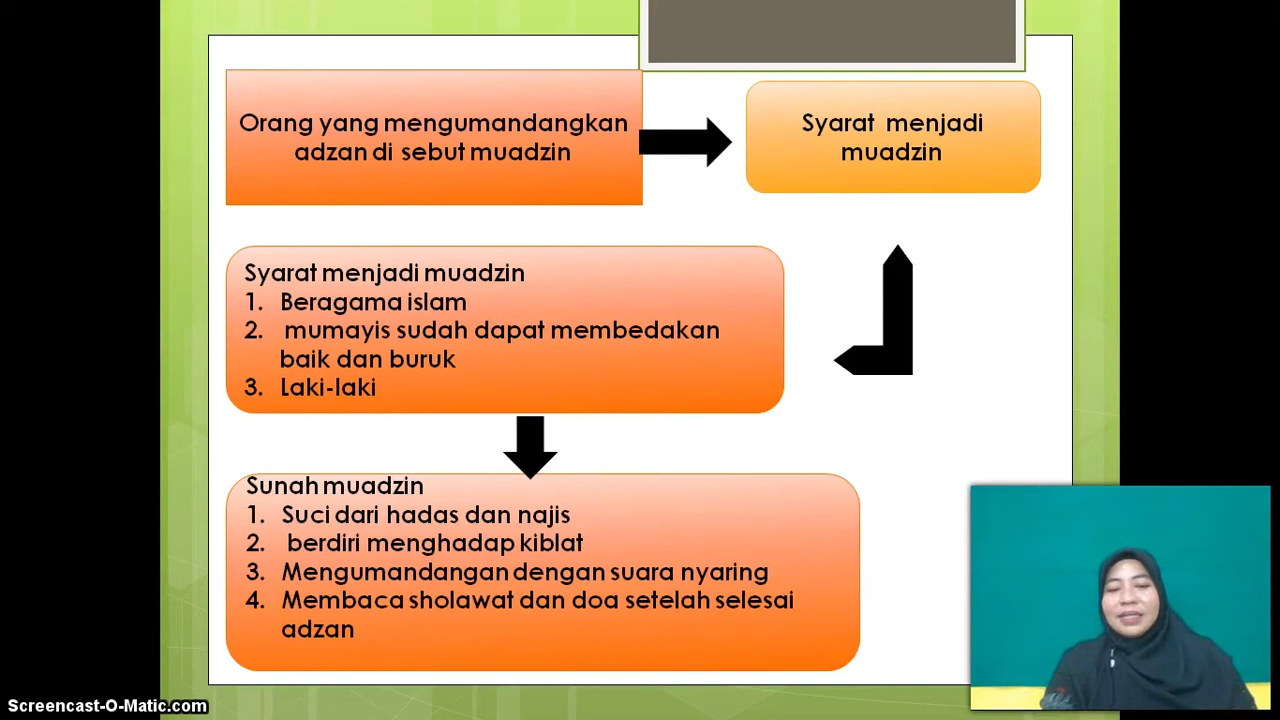 Orang yang mengumandangkan
adzan di sebut muadzin
Syarat menjadi
muadzin
Syarat menjadi muadzin
1. Beragama islam
2. mumayis sudah dapat membedakan
baik dan buruk
3. Laki-laki
Sunah muadzin
1. Suci dari hadas dan najis
2. berdiri menghadap kiblat
3. Mengumandangan dengan suara nyaring
4. Membaca sholawat dan doa setelah selesai
adzan
Screencast-O-Matic.com